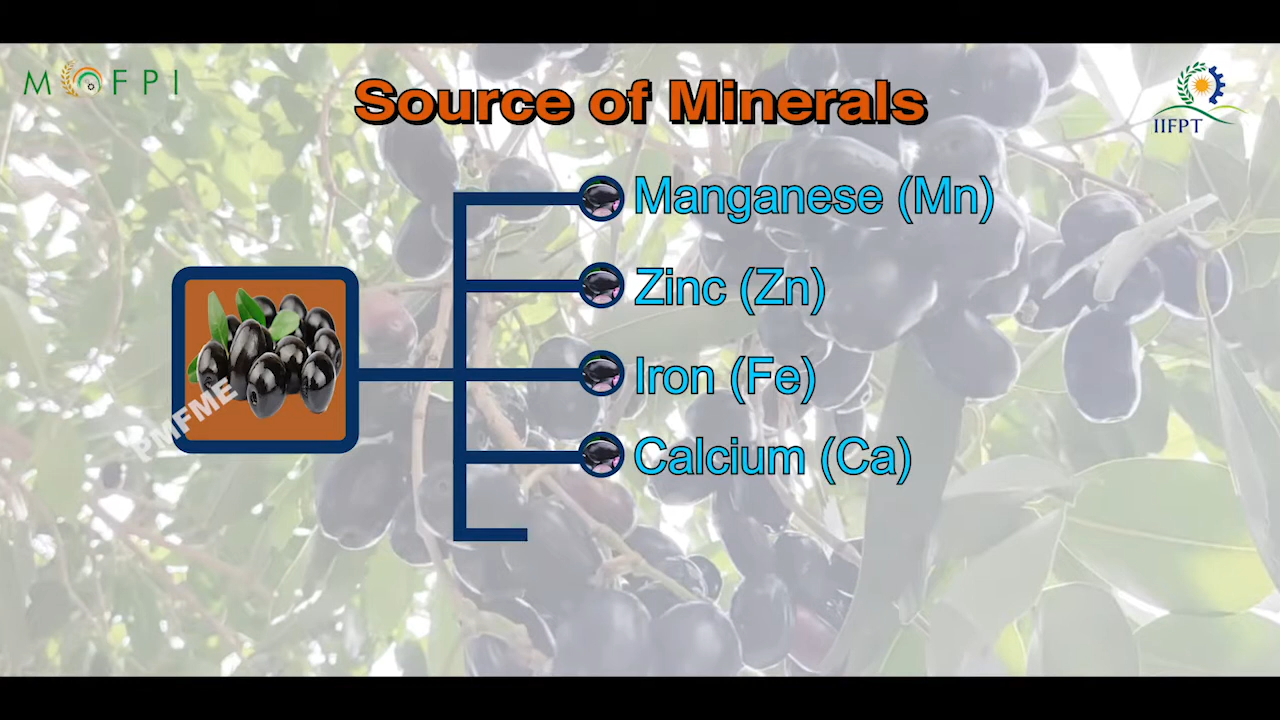 MOFPI
Source of Minerals
IIFPT
Manganese (Mn)
Zinc (Zn)
Iron (Fe)
Calcium (Ca)
PMFME